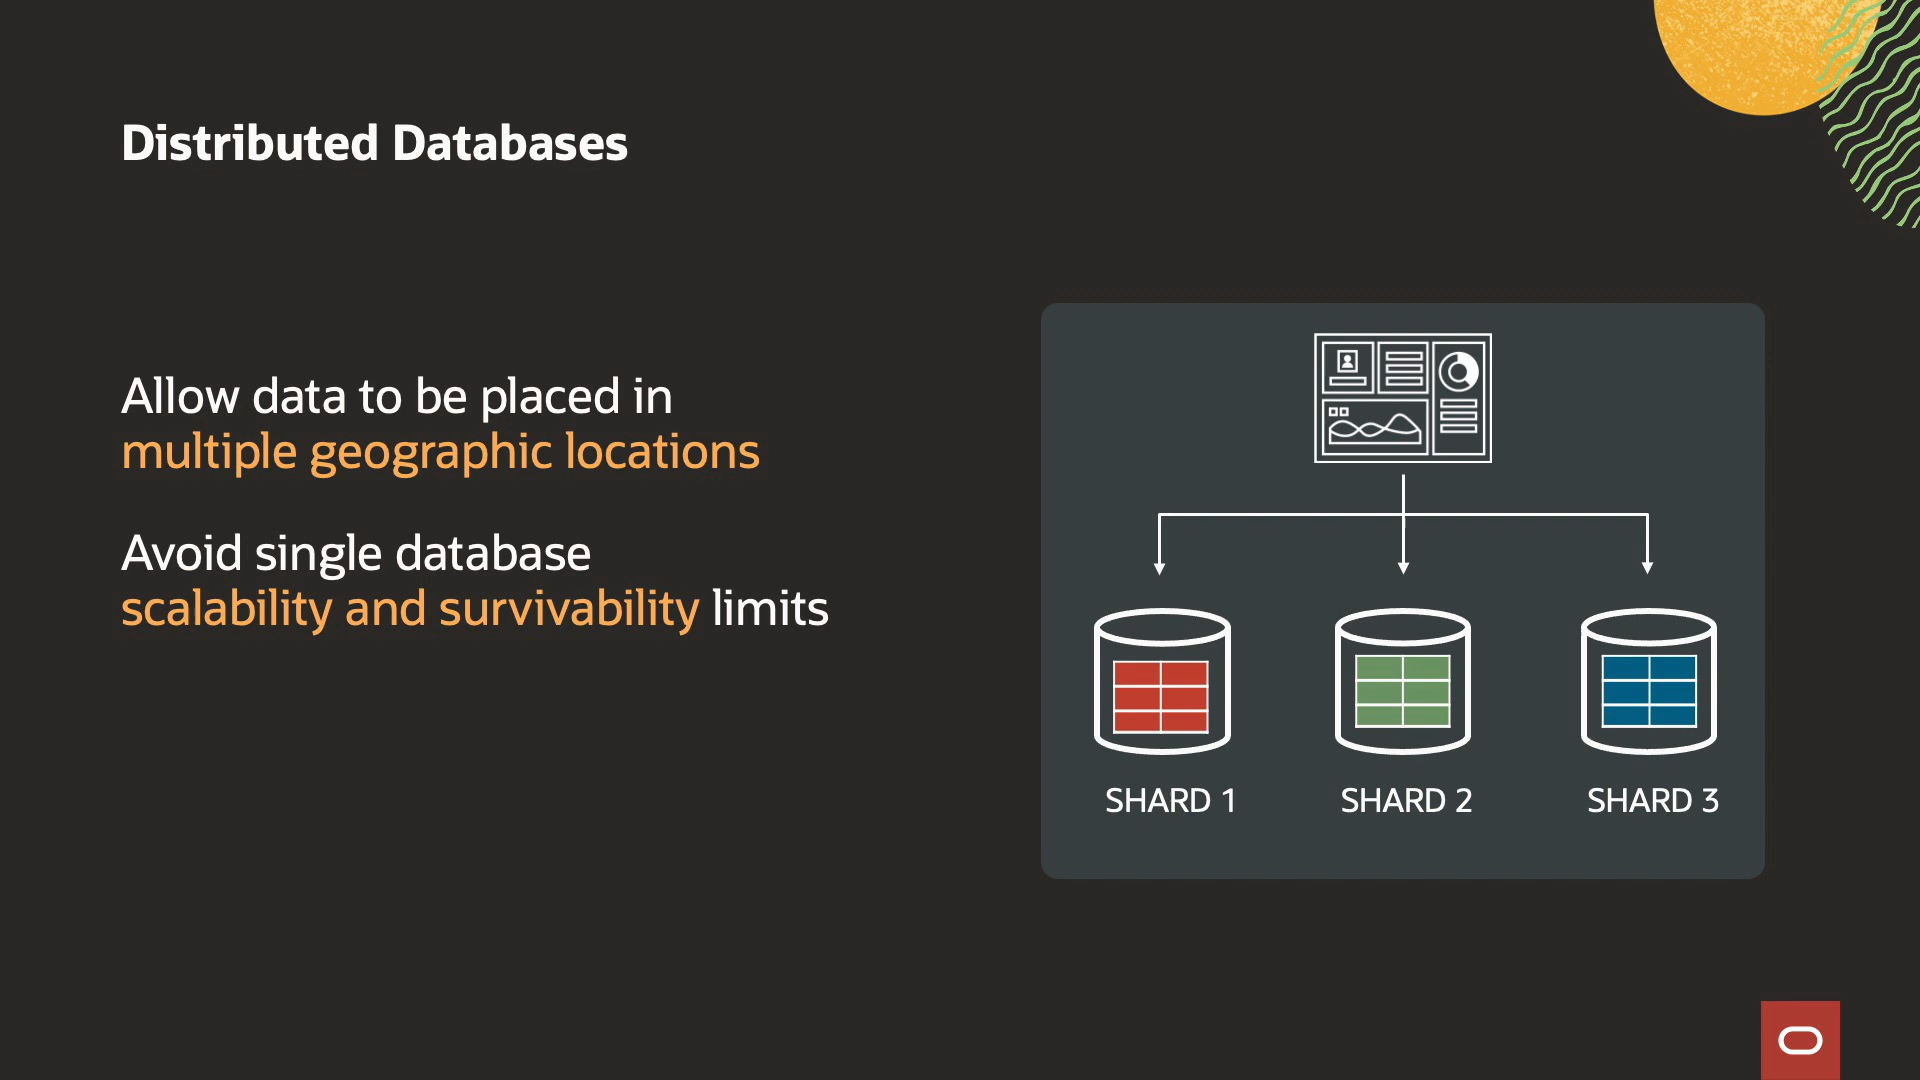 Distributed Databases
Allow data to be placed in
multiple geographic locations
Avoid single database
scalability and survivability limits
SHARD 1
SHARD 2
SHARD 3